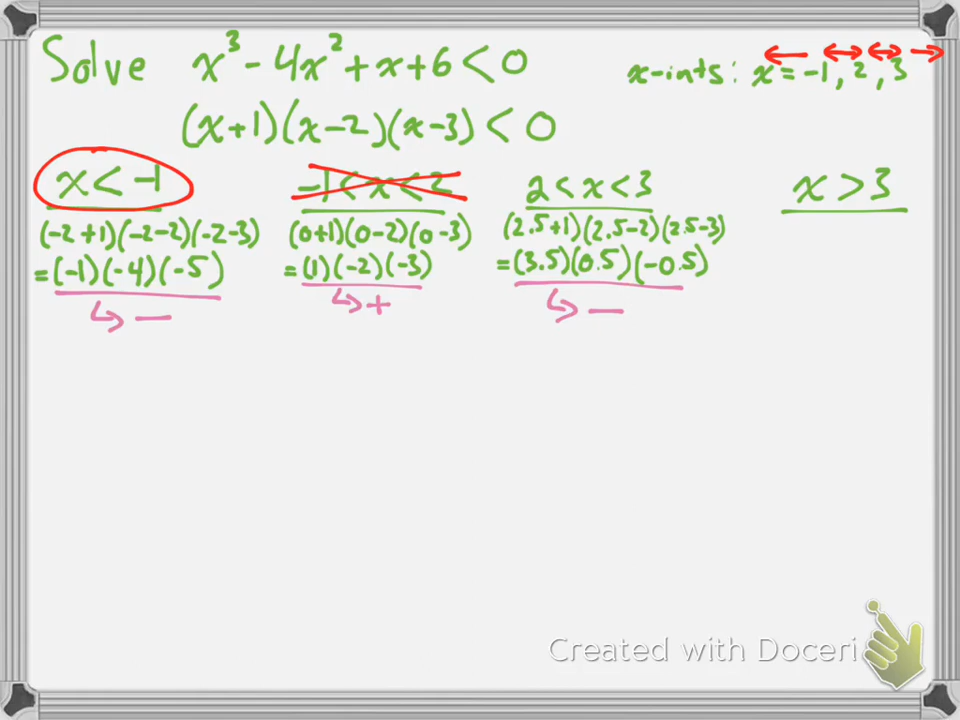 Solve x³ - 4x² + x + 6 < 0
x-ints: x = -1, 2, 3
(x+1)(x-2)(x-3) < 0
x < -1
(-2+1)(-2-2)(-2-3)
=(-1)(-4)(-5)
↳ −
-1 < x < 2
(0+1)(0-2)(0-3)
=(1)(-2)(-3)
↳ +
2 < x < 3
(2.5+1)(2.5-2)(2.5-3)
=(3.5)(0.5)(-0.5)
↳ −
x > 3
Created with Doceri